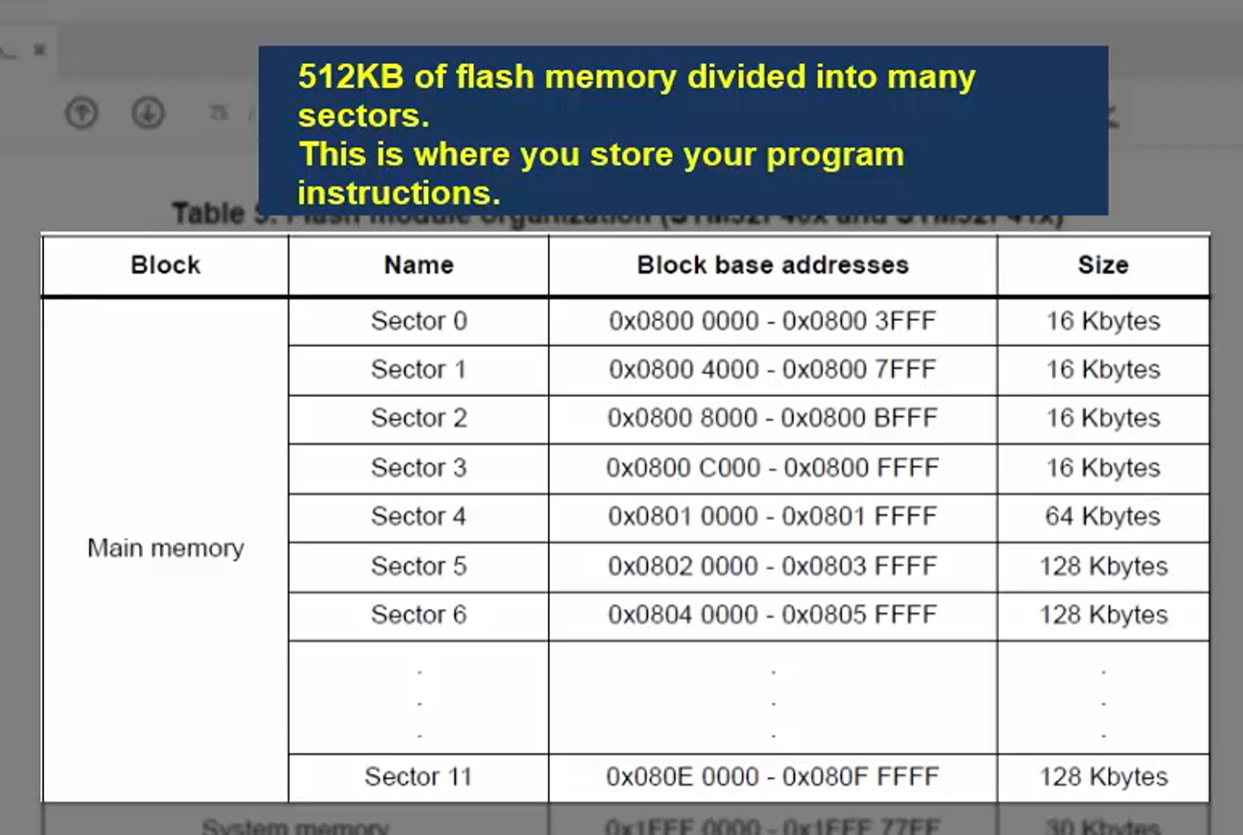 512KB of flash memory divided into many
sectors.
This is where you store your program
instructions.
Table 5. Flash module organization (STM32F40x and STM32F41x)
Block Name Block base addresses Size
Main memory
Sector 0 0x0800 0000 - 0x0800 3FFF 16 Kbytes
Sector 1 0x0800 4000 - 0x0800 7FFF 16 Kbytes
Sector 2 0x0800 8000 - 0x0800 BFFF 16 Kbytes
Sector 3 0x0800 C000 - 0x0800 FFFF 16 Kbytes
Sector 4 0x0801 0000 - 0x0801 FFFF 64 Kbytes
Sector 5 0x0802 0000 - 0x0803 FFFF 128 Kbytes
Sector 6 0x0804 0000 - 0x0805 FFFF 128 Kbytes
. . .
. . .
. . .
Sector 11 0x080E 0000 - 0x080F FFFF 128 Kbytes
System memory 0x1FFF 0000 - 0x1FFF 77FF 30 Kbytes